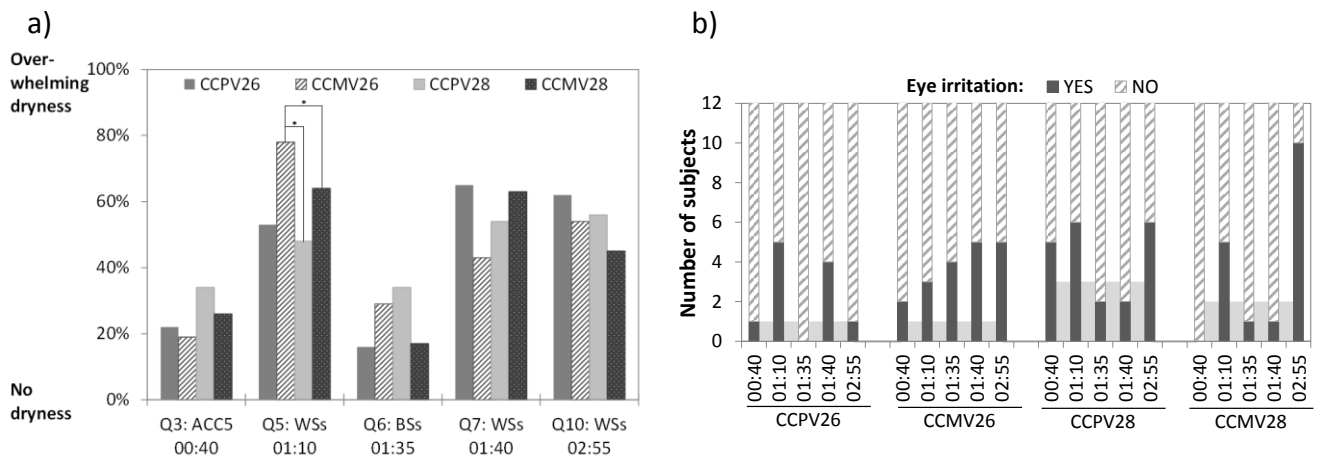 a)
Over-
whelming
dryness
100%
CCPV26 CCMV26 CCPV28 CCMV28
80%
*
*
60%
40%
20%
No
dryness
0%
Q3: ACC5 Q5: WSs Q6: BSs Q7: WSs Q10: WSs
00:40 01:10 01:35 01:40 02:55
b)
Eye irritation: YES NO
Number of subjects
12
10
8
6
4
2
0
00:40 01:10 01:35 01:40 02:55 00:40 01:10 01:35 01:40 02:55 00:40 01:10 01:35 01:40 02:55 00:40 01:10 01:35 01:40 02:55
CCPV26 CCMV26 CCPV28 CCMV28